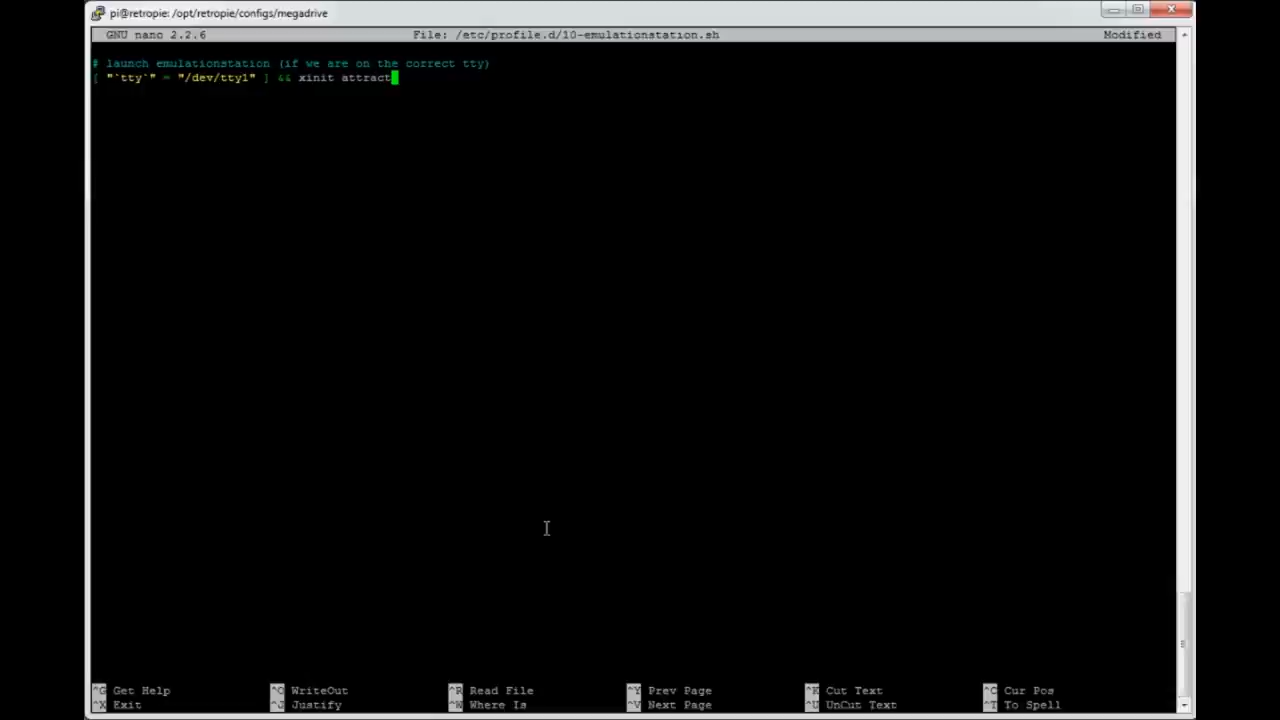 pi@retropie: /opt/retropie/configs/megadrive
GNU nano 2.2.6 File: /etc/profile.d/10-emulationstation.sh Modified
# launch emulationstation (if we are on the correct tty)
[ "`tty`" = "/dev/tty1" ] && xinit attract
^G Get Help ^O WriteOut ^R Read File ^Y Prev Page ^K Cut Text ^C Cur Pos
^X Exit ^J Justify ^W Where Is ^V Next Page ^U UnCut Text ^T To Spell